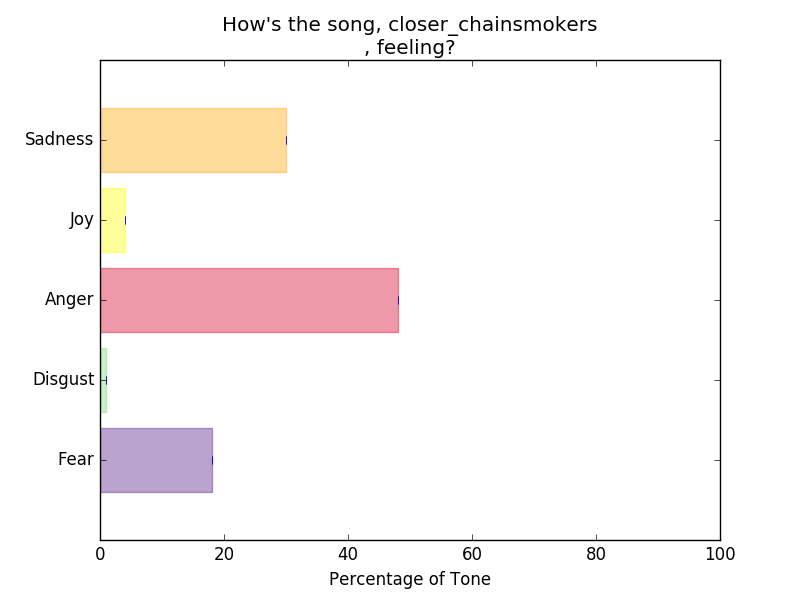 How's the song, closer_chainsmokers
, feeling?
Sadness
Joy
Anger
Disgust
Fear
0 20 40 60 80 100
Percentage of Tone